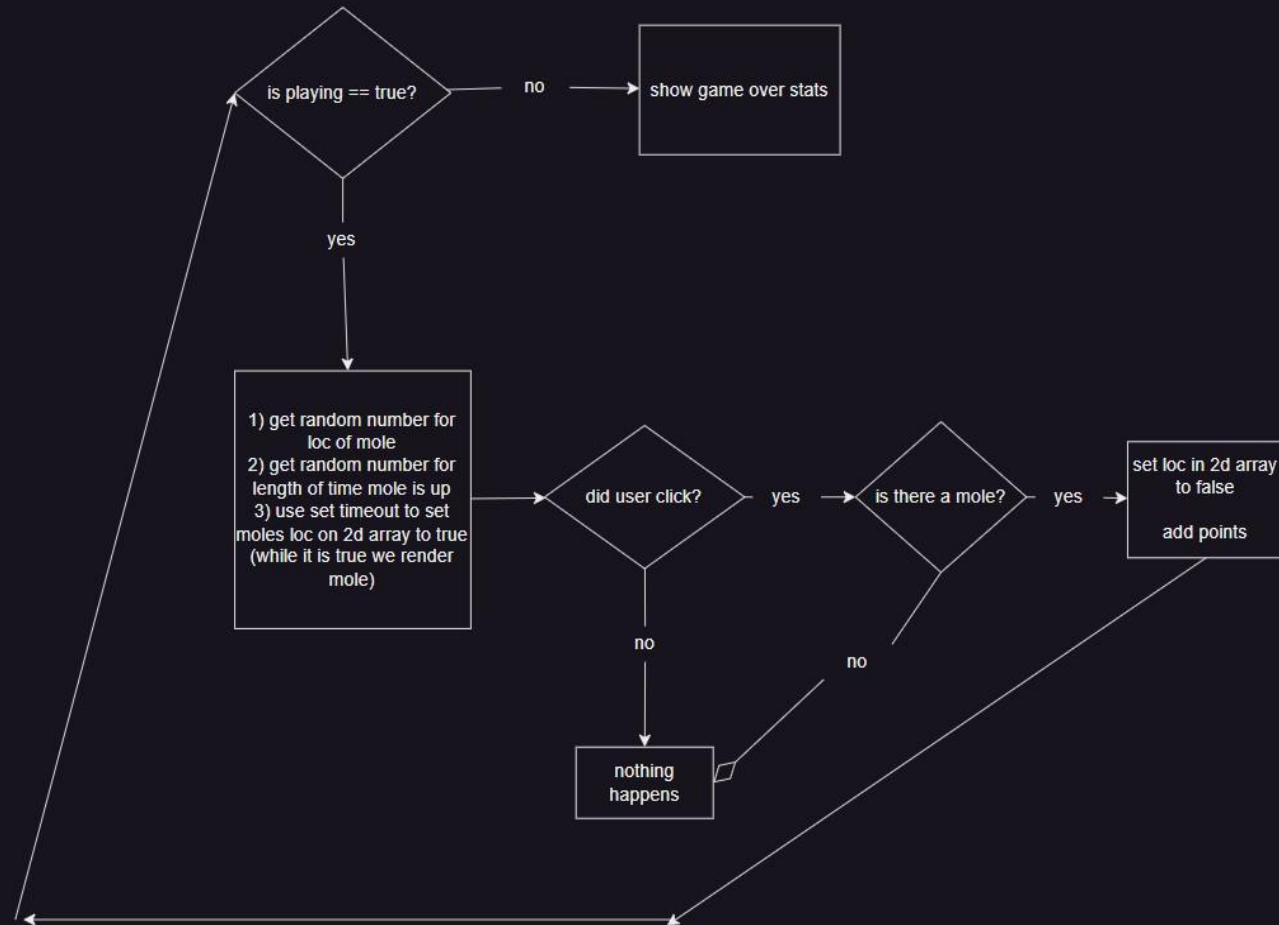 is playing == true?
no
show game over stats
yes
1) get random number for
loc of mole
2) get random number for
length of time mole is up
3) use set timeout to set
moles loc on 2d array to true
(while it is true we render
mole)
did user click?
yes
is there a mole?
yes
set loc in 2d array
to false
add points
no
no
nothing
happens